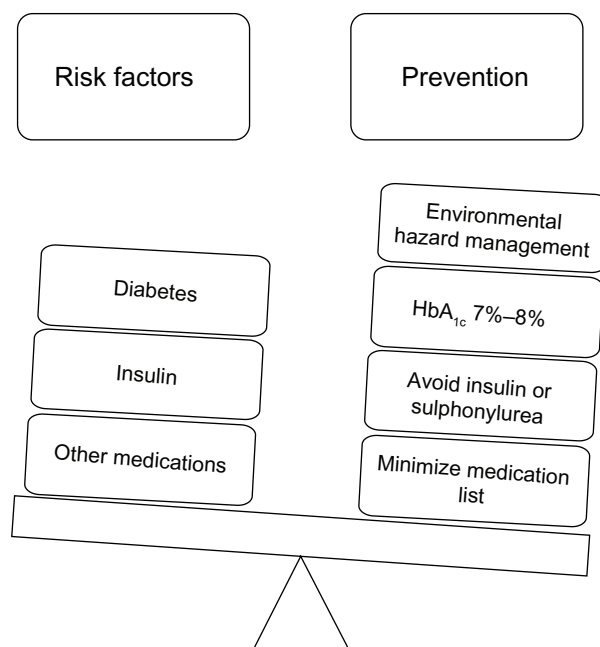 Risk factors
Prevention
Diabetes
Insulin
Other medications
Environmental
hazard management
HbA1c 7%–8%
Avoid insulin or
sulphonylurea
Minimize medication
list